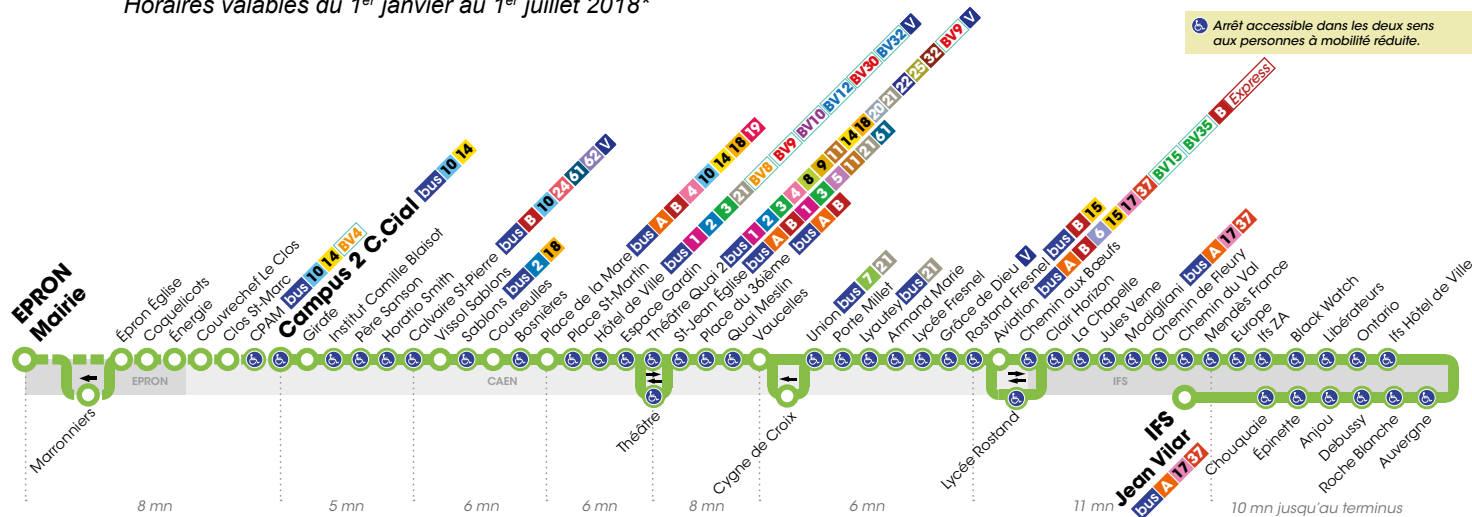 Horaires valables du 1er janvier au 1er juillet 2018*
Arrêt accessible dans les deux sens
aux personnes à mobilité réduite.
EPRON
Mairie
Marronniers
Épron Église
Coquelicots
Énergie
Couvrechef Le Clos
Clos St-Marc
CPAM bus 10 14 BV4
Campus 2 C.Cial bus 10 14
Girafe
Institut Camille Blaisot
Père Sanson
Horatio Smith
Calvaire St-Pierre bus B 10 24 61 62 V
Vissol Sablons
Sablons bus 2 18
Courseulles
Bosnières
Place de la Mare bus A B 4 10 14 18 19
Place St-Martin
Hôtel de Ville bus 1 2 3 21 BV8 BV9 BV10 BV12 BV30 BV32 V
Espace Gardin
Théâtre Quai 2 bus 1 2 3 4 8 9 11 14 18 20 21 22 25 32 BV9 V
Théâtre
St-Jean Église bus A B 1 3 5 11 21 61
Place du 36ième bus A B
Quai Meslin
Vaucelles
Cygne de Croix
Union bus 7 21
Porte Millet
Lyautey bus 21
Armand Marie
Lycée Fresnel
Grâce de Dieu V
Rostand Fresnel bus B 15
Aviation bus A B 6 15 17 37 BV15 BV35 B Express
Lycée Rostand
Chemin aux Bœufs
Clair Horizon
La Chapelle
Jules Verne
Modigliani bus A 17 37
Chemin de Fleury
Chemin du Val
Mendès France
Europe
Ifs ZA
Black Watch
Libérateurs
Ontario
Ifs Hôtel de Ville
EPRON
CAEN
IFS
IFS
Jean Vilar
bus A 17 37
Chouquaie
Épinette
Anjou
Debussy
Roche Blanche
Auvergne
8 mn
5 mn
6 mn
6 mn
8 mn
6 mn
11 mn
10 mn jusqu'au terminus